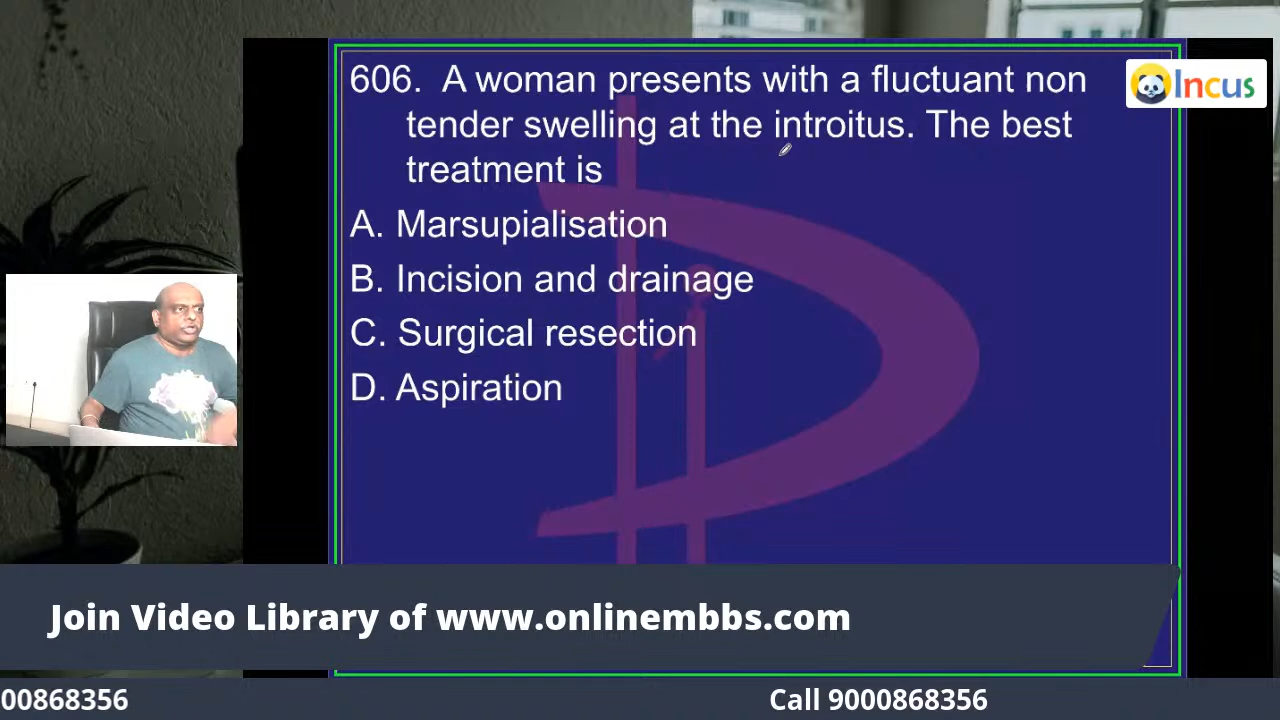 606. A woman presents with a fluctuant non
tender swelling at the introitus. The best
treatment is
A. Marsupialisation
B. Incision and drainage
C. Surgical resection
D. Aspiration
Incus
Join Video Library of www.onlinembbs.com
00868356
Call 9000868356